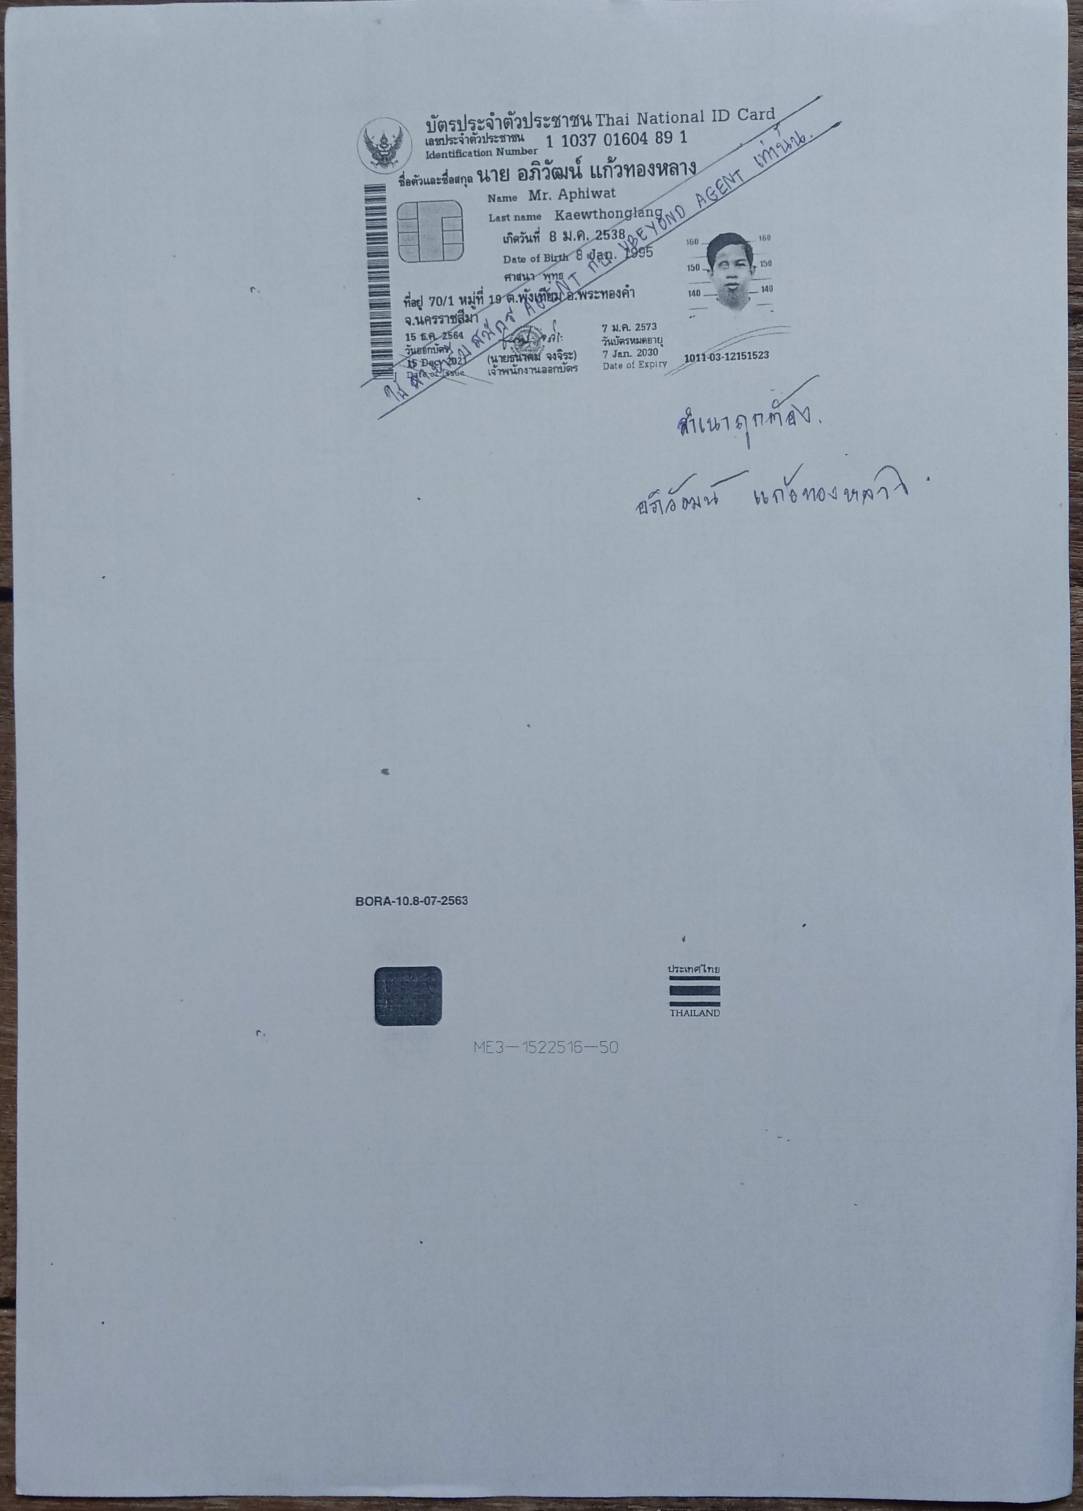 บัตรประจำตัวประชาชน Thai National ID Card
เลขประจำตัวประชาชน
Identification Number
1 1037 01604 89 1
ชื่อตัวและชื่อสกุล นาย อภิวัฒน์ แก้วทองหลาง
Name Mr. Aphiwat
Last name Kaewthonglang
เกิดวันที่ 8 ม.ค. 2538
Date of Birth 8 Jan. 1995
ศาสนา พุทธ
ที่อยู่ 70/1 หมู่ที่ 19 ต.พังเทียม อ.พระทองคำ
จ.นครราชสีมา
15 ธ.ค. 2564
วันออกบัตร
15 Dec. 2021
Date of Issue
(นายธนาคม จงจิระ)
เจ้าพนักงานออกบัตร
7 ม.ค. 2573
วันบัตรหมดอายุ
7 Jan. 2030
Date of Expiry
160 160
150 150
140 140
1011-03-12151523
ใช้สำหรับสมัคร AGENT กับ VBEYOND AGENT เท่านั้น.
สำเนาถูกต้อง.
อภิวัฒน์ แก้วทองหลาง
BORA-10.8-07-2563
ประเทศไทย
THAILAND
ME3-1522516-50